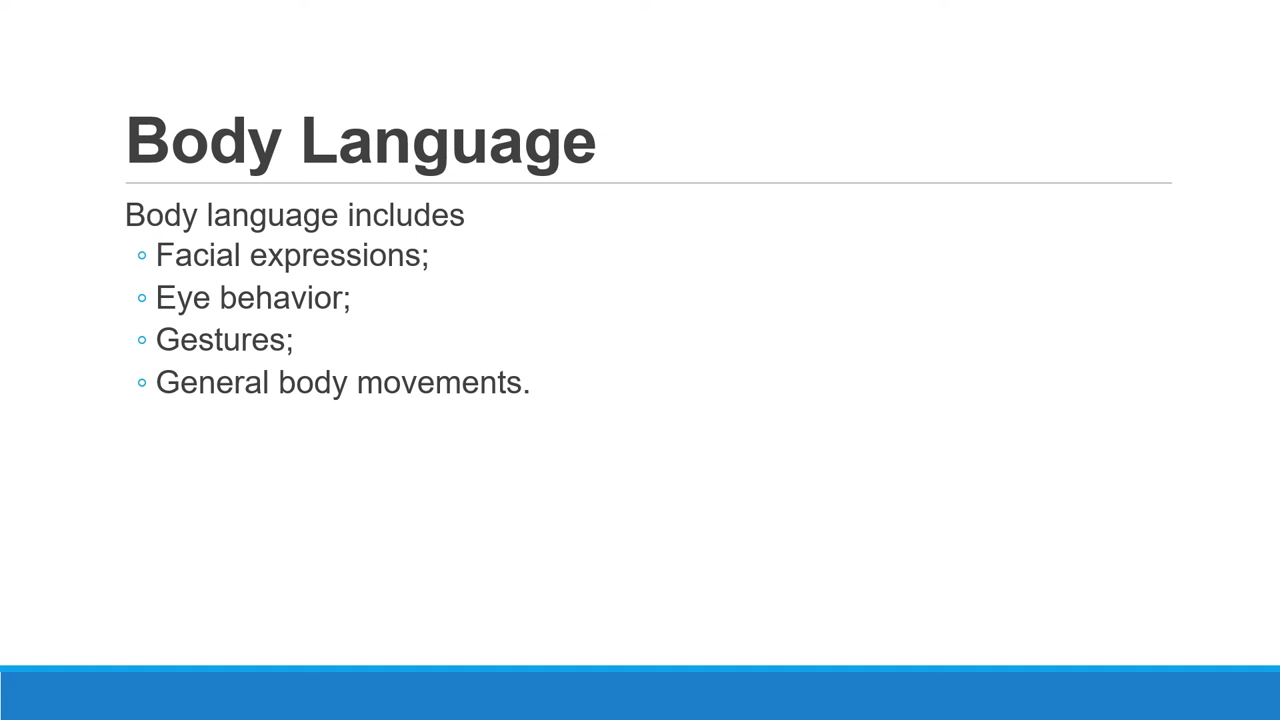 Body Language
Body language includes
◦ Facial expressions;
◦ Eye behavior;
◦ Gestures;
◦ General body movements.